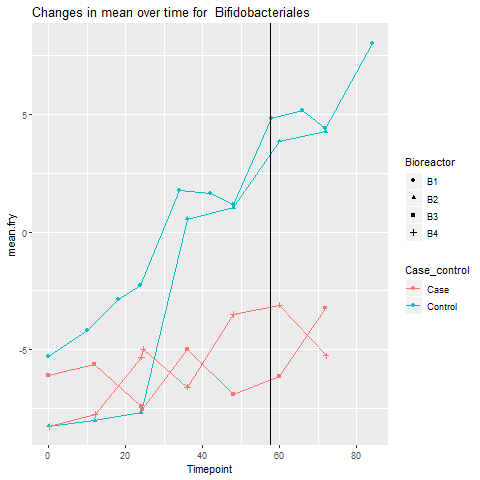 Changes in mean over time for  Bifidobacteriales
mean fry
5
0
-5
0
20
40
60
80
Timepoint
Bioreactor
B1
B2
B3
B4
Case_control
Case
Control